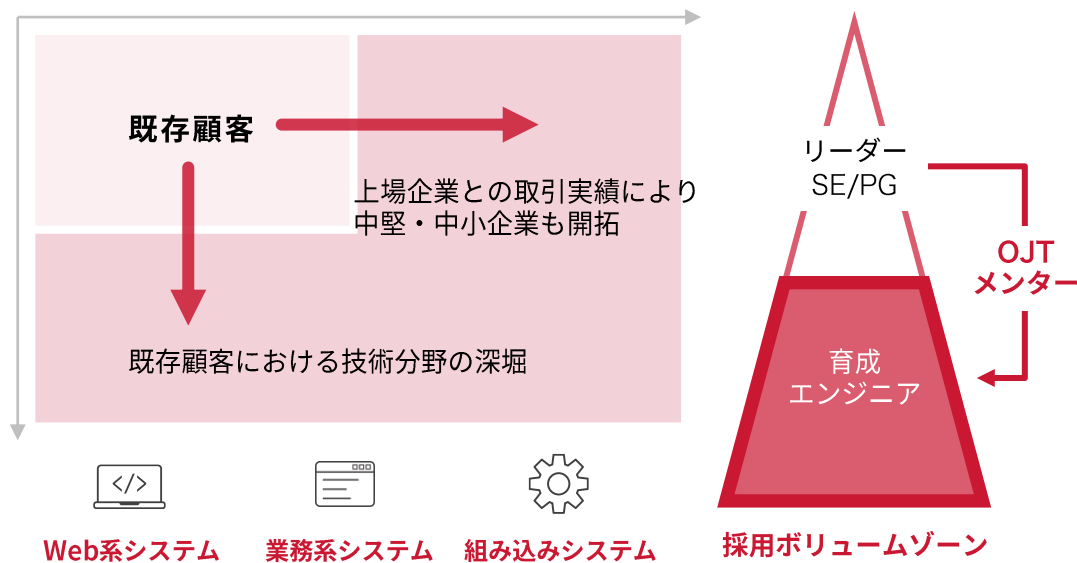 既存顧客
上場企業との取引実績により
中堅・中小企業も開拓
既存顧客における技術分野の深堀
Web系システム
業務系システム
組み込みシステム
リーダー
SE/PG
OJT
メンター
育成
エンジニア
採用ボリュームゾーン